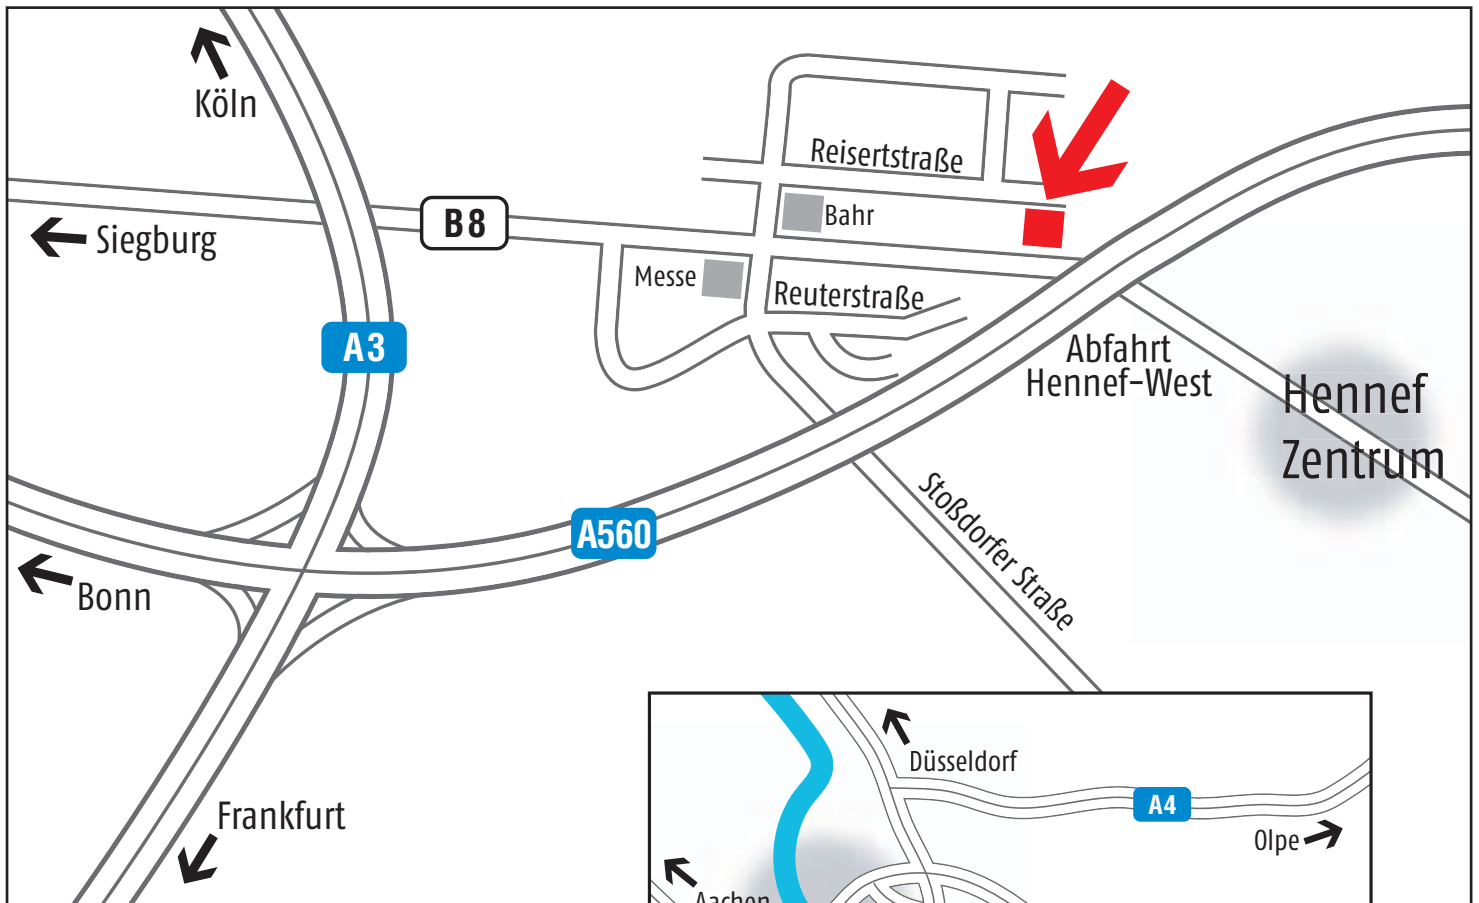 Köln
Reisertstraße
B8
Bahr
Siegburg
Messe
Reuterstraße
A3
Abfahrt
Hennef-West
Hennef
Zentrum
A560
Stoßdorfer Straße
Bonn
Düsseldorf
A4
Frankfurt
Olpe
Aachen